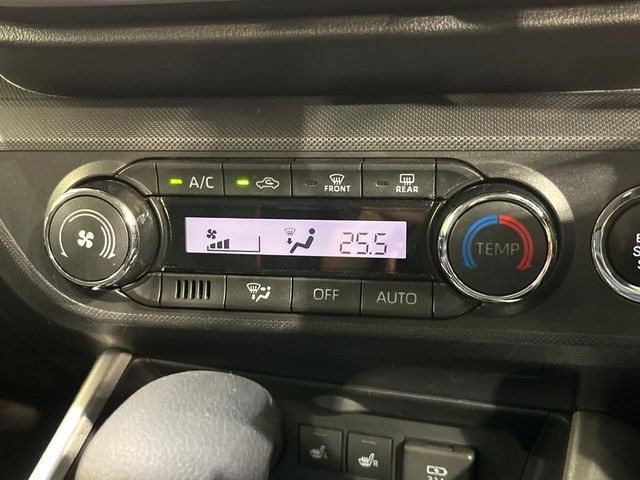 A/C
FRONT
REAR
25.5
TEMP
OFF
AUTO
L
R